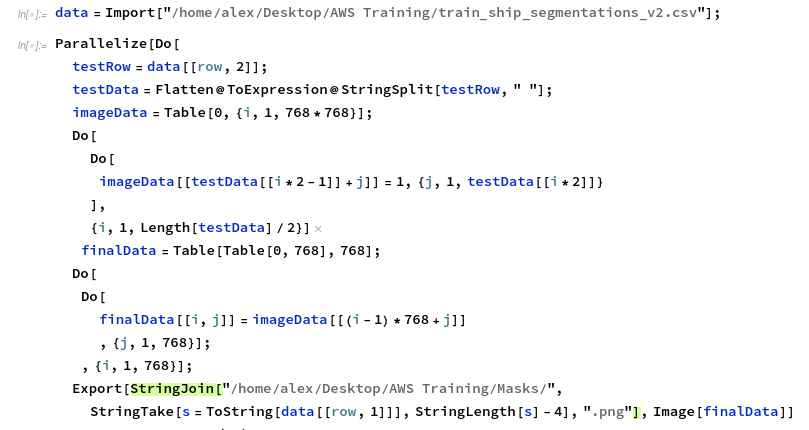 In[∘]:= data = Import["/home/alex/Desktop/AWS Training/train_ship_segmentations_v2.csv"];
In[∘]:= Parallelize[Do[
testRow = data[[row, 2]];
testData = Flatten@ToExpression@StringSplit[testRow, " "];
imageData = Table[0, {i, 1, 768 * 768}];
Do[
Do[
imageData[[testData[[i * 2 - 1]] + j]] = 1, {j, 1, testData[[i * 2]]}
],
{i, 1, Length[testData] / 2}] ×
finalData = Table[Table[0, 768], 768];
Do[
Do[
finalData[[i, j]] = imageData[[(i - 1) * 768 + j]]
, {j, 1, 768}];
, {i, 1, 768}];
Export[StringJoin["/home/alex/Desktop/AWS Training/Masks/",
StringTake[s = ToString[data[[row, 1]]], StringLength[s] - 4], ".png"], Image[finalData]]